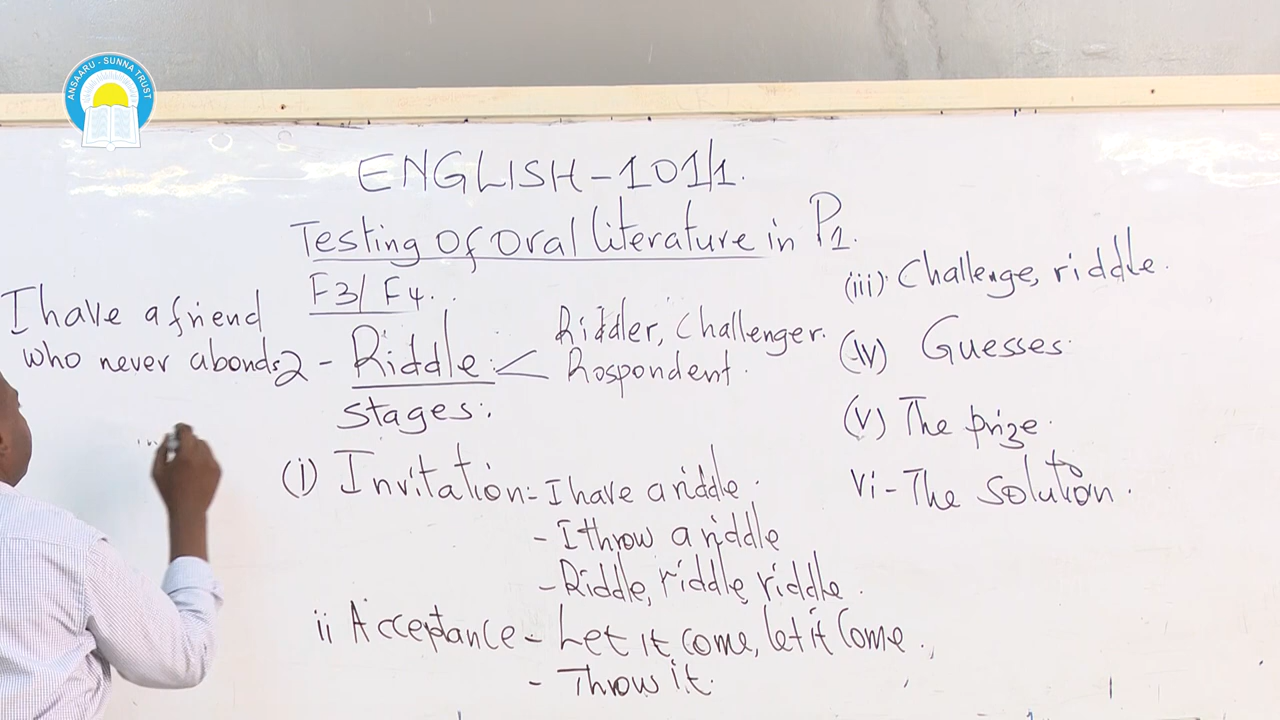 ANSAARU - SUNNA TRUST
ENGLISH - 101/1.
Testing of Oral literature in P1.
F3/ F4..
I have a friend
who never abonds
2 - Riddle:
Riddler, Challenger.
Rospondent.
Stages:
(i) Invitation:- I have a riddle.
- I throw a riddle
- Riddle, riddle, riddle.
ii Acceptance - Let it come, let it Come.
- Throw it.
(iii) Challenge, riddle.
(iv) Guesses.
(v) The prize.
Vi - The solution.